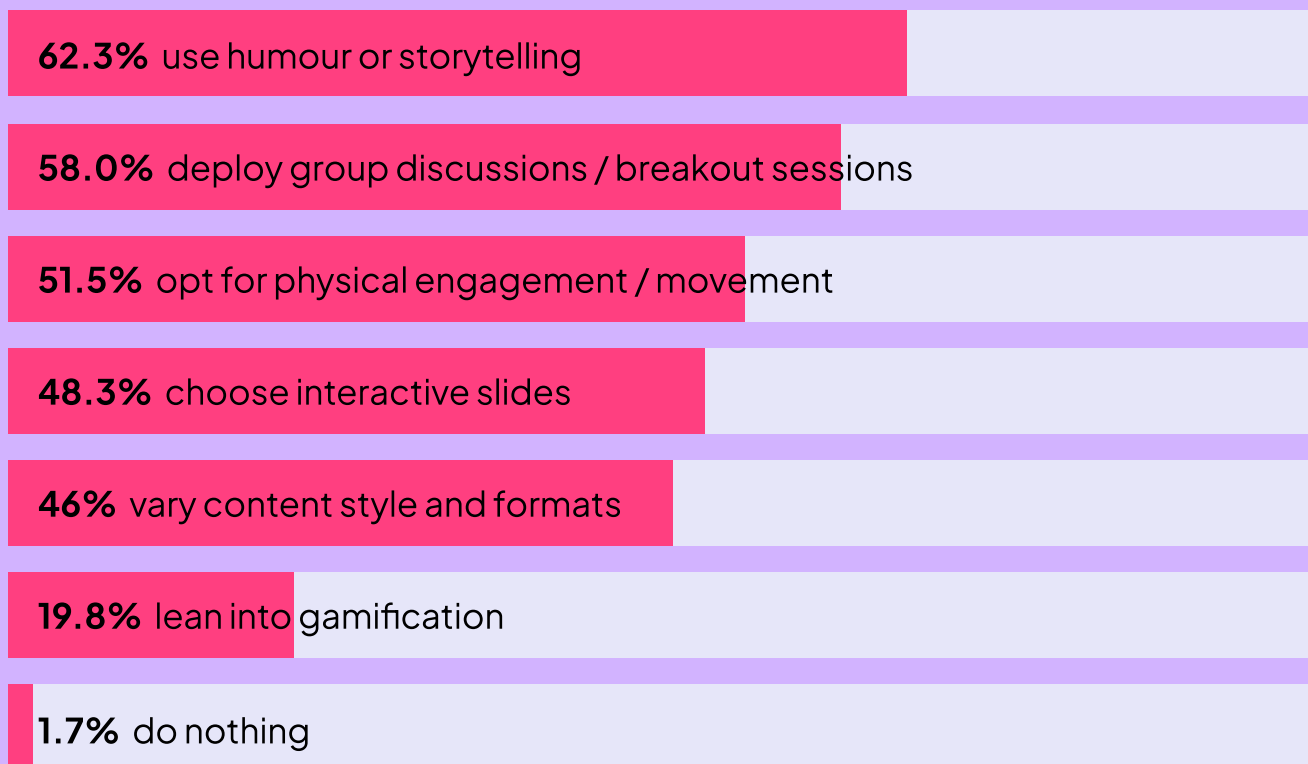 62.3% use humour or storytelling
58.0% deploy group discussions / breakout sessions
51.5% opt for physical engagement / movement
48.3% choose interactive slides
46% vary content style and formats
19.8% lean into gamification
1.7% do nothing